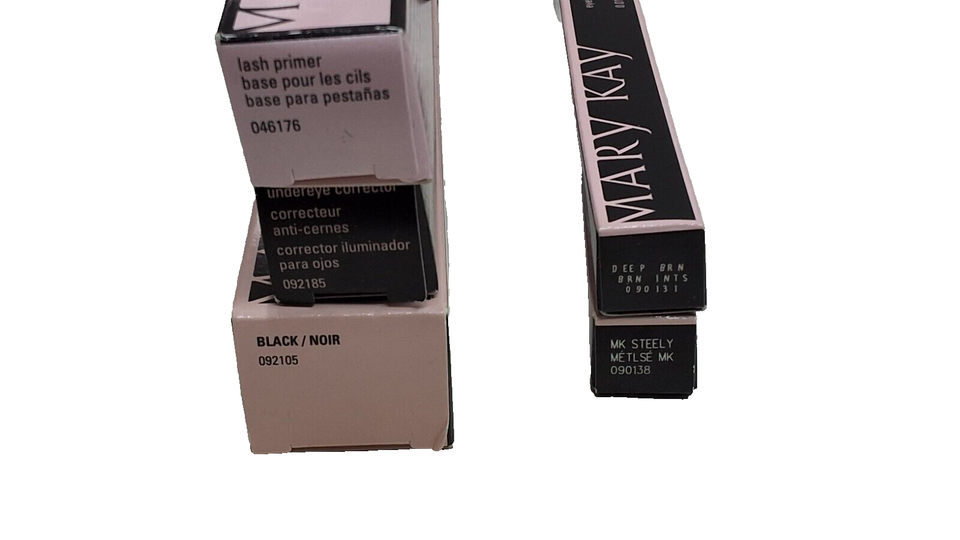 M
lash primer
base pour les cils
base para pestañas
046176
undereye corrector
correcteur
anti-cernes
corrector iluminador
para ojos
092185
BLACK / NOIR
092105
MARY KAY
DEEP BRN
BRN INTS
090131
MK STEELY
MÉTLSÉ MK
090138